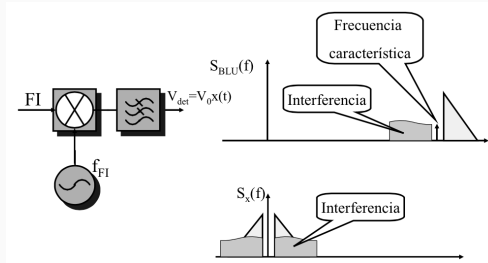 Frecuencia
característica
S_BLU(f)
FI
V_det=V_0x(t)
Interferencia
f_FI
S_x(f)
Interferencia